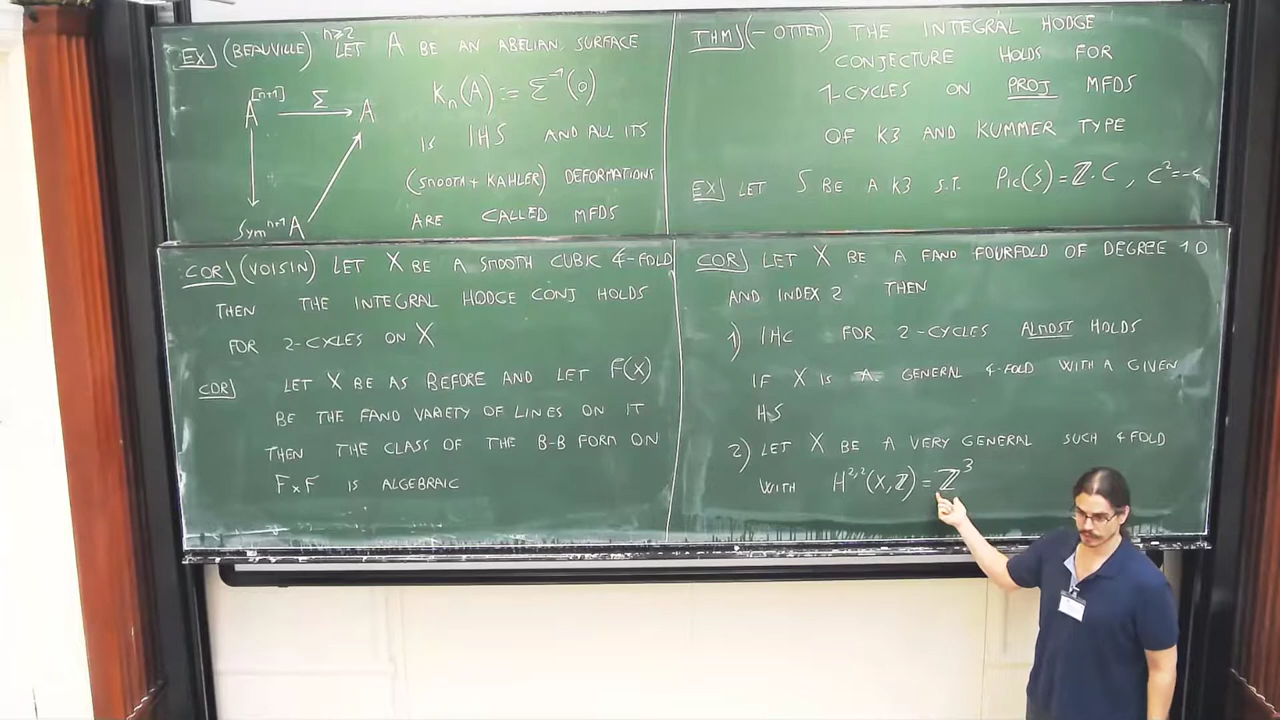 EX] (BEAUVILLE) n≥2 LET A BE AN ABELIAN SURFACE
A^[n+1] Σ→ A
K_n(A) := Σ^-1(0)
IS IHS AND ALL ITS
(SMOOTH + KAHLER) DEFORMATIONS
Sym^n+1 A
ARE CALLED MFDS
THM] (- OTTEM) THE INTEGRAL HODGE
CONJECTURE HOLDS FOR
1-CYCLES ON PROJ MFDS
OF K3 AND KUMMER TYPE
EX] LET S BE A K3 S.T. Pic(S) = ℤ·C, C² = -
COR] (VOISIN) LET X BE A SMOOTH CUBIC 4-FOLD
THEN THE INTEGRAL HODGE CONJ HOLDS
FOR 2-CYCLES ON X
COR] LET X BE AS BEFORE AND LET F(X)
BE THE FANO VARIETY OF LINES ON IT
THEN THE CLASS OF THE B-B FORM ON
F×F IS ALGEBRAIC
COR] LET X BE A FANO FOURFOLD OF DEGREE 10
AND INDEX 2 THEN
1) IHC FOR 2-CYCLES ALMOST HOLDS
IF X IS A GENERAL 4-FOLD WITH A GIVEN
HS
2) LET X BE A VERY GENERAL SUCH 4FOLD
WITH H^2,2(X,ℤ) = ℤ^3